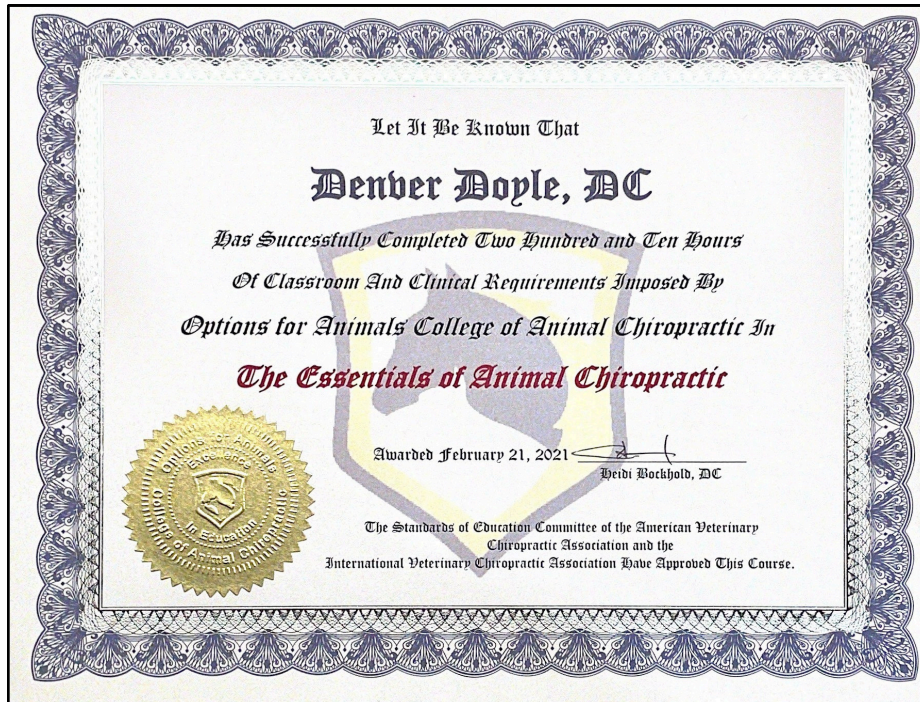 Let It Be Known That
Denver Doyle, DC
Has Successfully Completed Two Hundred and Ten Hours
Of Classroom And Clinical Requirements Imposed By
Options for Animals College of Animal Chiropractic In
The Essentials of Animal Chiropractic
Awarded February 21, 2021
Heidi Bockhold, DC
Options for Animals
Excellence
In Education
College of Animal Chiropractic
The Standards of Education Committee of the American Veterinary
Chiropractic Association and the
International Veterinary Chiropractic Association Have Approved This Course.